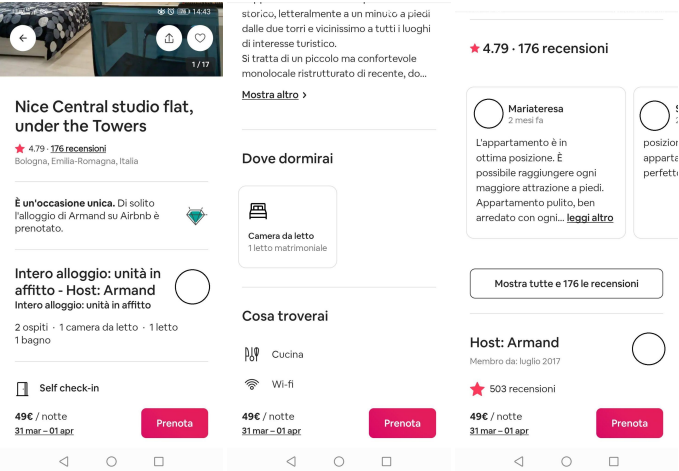 14:43
1 / 17
Nice Central studio flat,
under the Towers
4.79 · 176 recensioni
Bologna, Emilia-Romagna, Italia
È un'occasione unica. Di solito
l'alloggio di Armand su Airbnb è
prenotato.
Intero alloggio: unità in
affitto - Host: Armand
Intero alloggio: unità in affitto
2 ospiti · 1 camera da letto · 1 letto
1 bagno
Self check-in
49€ / notte
31 mar – 01 apr
Prenota
storico, letteralmente a un minuto a piedi
dalle due torri e vicinissimo a tutti i luoghi
di interesse turistico.
Si tratta di un piccolo ma confortevole
monolocale ristrutturato di recente, do...
Mostra altro
Dove dormirai
Camera da letto
1 letto matrimoniale
Cosa troverai
Cucina
Wi-fi
49€ / notte
31 mar – 01 apr
Prenota
4.79 · 176 recensioni
Mariateresa
2 mesi fa
L'appartamento è in
ottima posizione. È
possibile raggiungere ogni
maggiore attrazione a piedi.
Appartamento pulito, ben
arredato con ogni... leggi altro
Mostra tutte e 176 le recensioni
Host: Armand
Membro da: luglio 2017
503 recensioni
49€ / notte
31 mar – 01 apr
Prenota